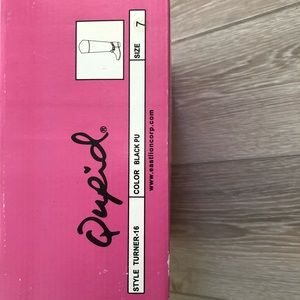 Qupid®
STYLE TURNER-16 COLOR BLACK PU SIZE 7
www.eastlioncorp.com